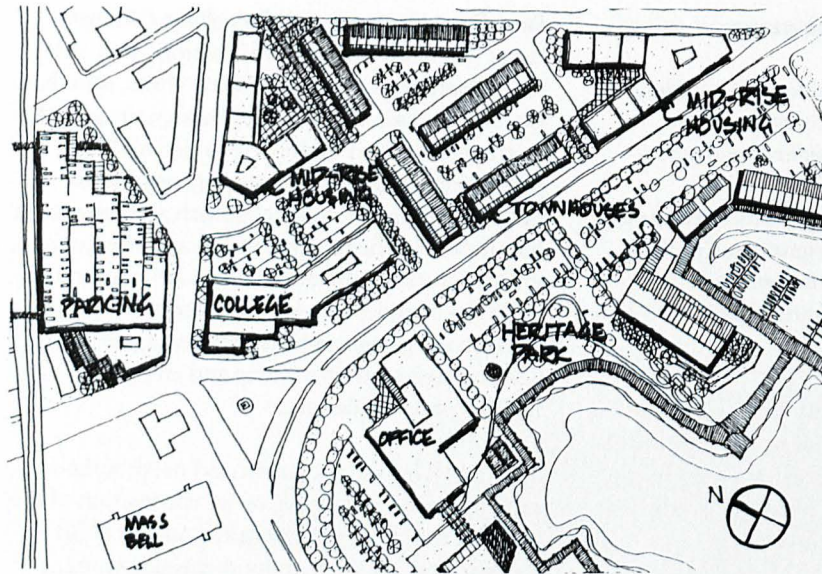 MID-RISE
HOUSING
MID-RISE
HOUSING
TOWNHOUSES
PARKING
COLLEGE
HERITAGE
PARK
OFFICE
MASS
BELL
N